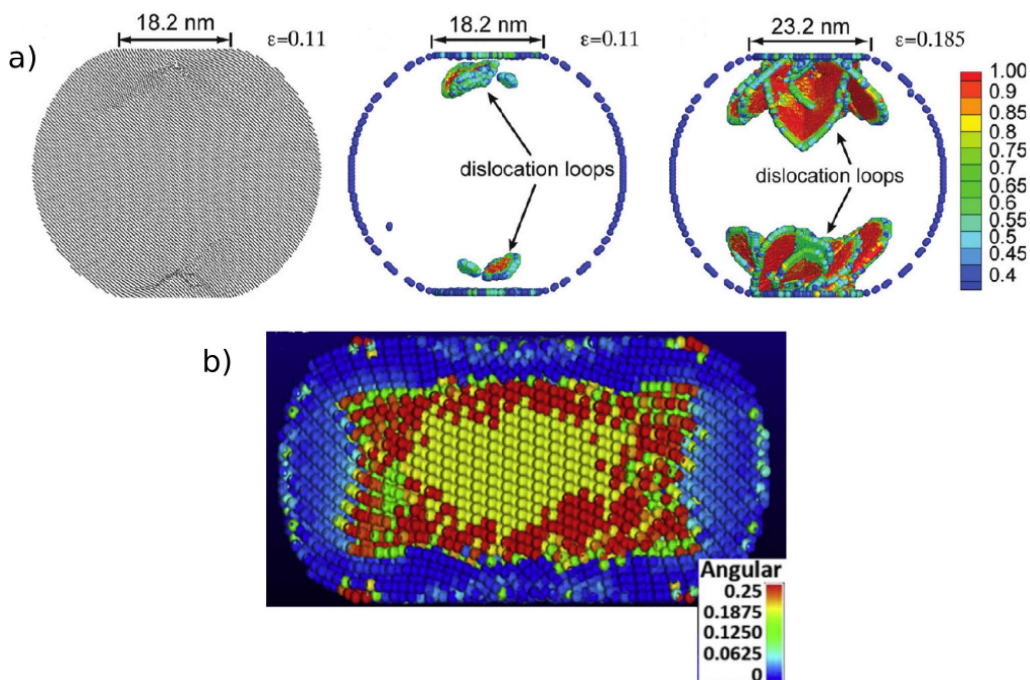 a)
18.2 nm
ε=0.11
18.2 nm
ε=0.11
dislocation loops
23.2 nm
ε=0.185
dislocation loops
1.00
0.9
0.85
0.8
0.75
0.7
0.65
0.6
0.55
0.5
0.45
0.4
b)
Angular
0.25
0.1875
0.1250
0.0625
0